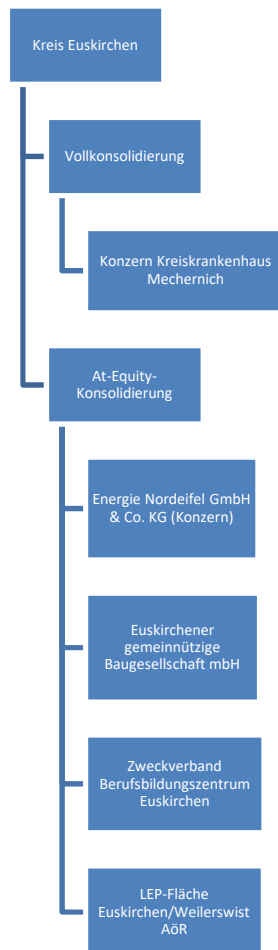 Kreis Euskirchen
Vollkonsolidierung
Konzern Kreiskrankenhaus
Mechernich
At-Equity-
Konsolidierung
Energie Nordeifel GmbH
& Co. KG (Konzern)
Euskirchener
gemeinnützige
Baugesellschaft mbH
Zweckverband
Berufsbildungszentrum
Euskirchen
LEP-Fläche
Euskirchen/Weilerswist
AöR